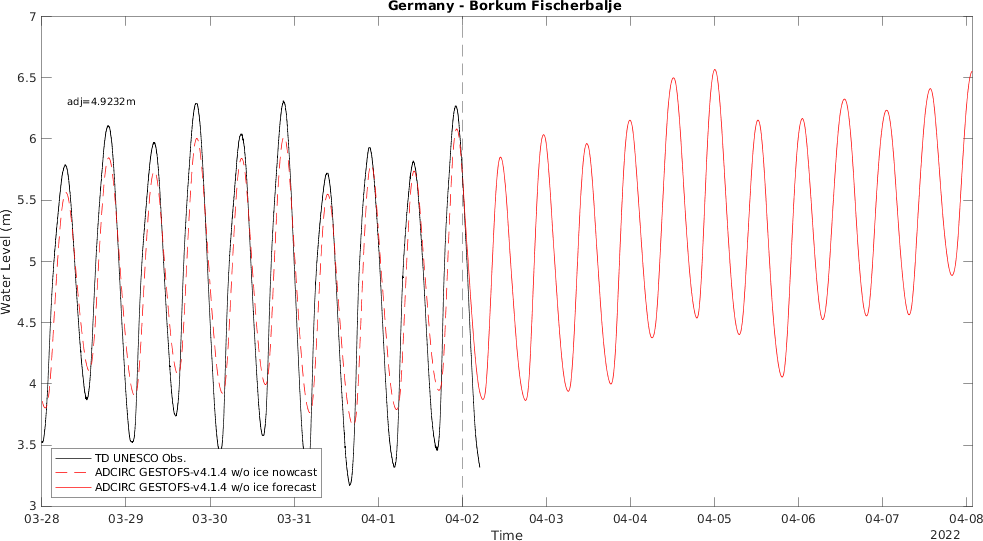 Germany - Borkum Fischerbalje
adj=4.9232m
Water Level (m)
7
6.5
6
5.5
5
4.5
4
3.5
3
TD UNESCO Obs.
ADCIRC GESTOFS-v4.1.4 w/o ice nowcast
ADCIRC GESTOFS-v4.1.4 w/o ice forecast
03-28 03-29 03-30 03-31 04-01 04-02 04-03 04-04 04-05 04-06 04-07 04-08
Time
2022